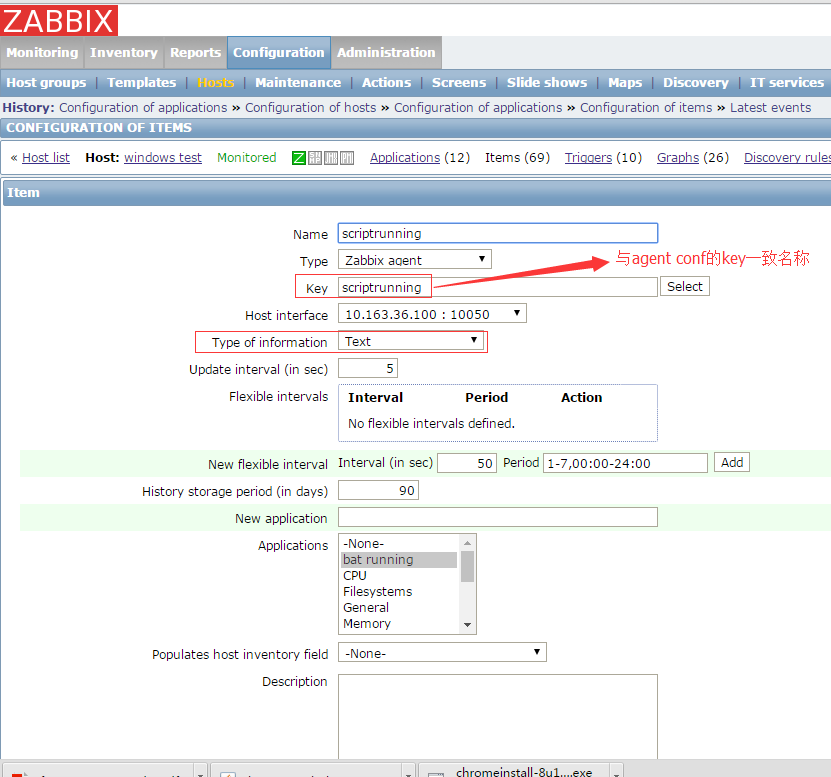 ZABBIX
Monitoring Inventory Reports Configuration Administration
Host groups | Templates | Hosts | Maintenance | Actions | Screens | Slide shows | Maps | Discovery | IT services
History: Configuration of applications » Configuration of hosts » Configuration of applications » Configuration of items » Latest events
CONFIGURATION OF ITEMS
« Host list Host: windows test Monitored Z Applications (12) Items (69) Triggers (10) Graphs (26) Discovery rules
Item
Name scriptrunning
Type Zabbix agent
与agent conf的key一致名称
Key scriptrunning Select
Host interface 10.163.36.100 : 10050
Type of information Text
Update interval (in sec) 5
Flexible intervals Interval Period Action
No flexible intervals defined.
New flexible interval Interval (in sec) 50 Period 1-7,00:00-24:00 Add
History storage period (in days) 90
New application
Applications -None-
bat running
CPU
Filesystems
General
Memory
Populates host inventory field -None-
Description
chromeinstall-8u1....exe